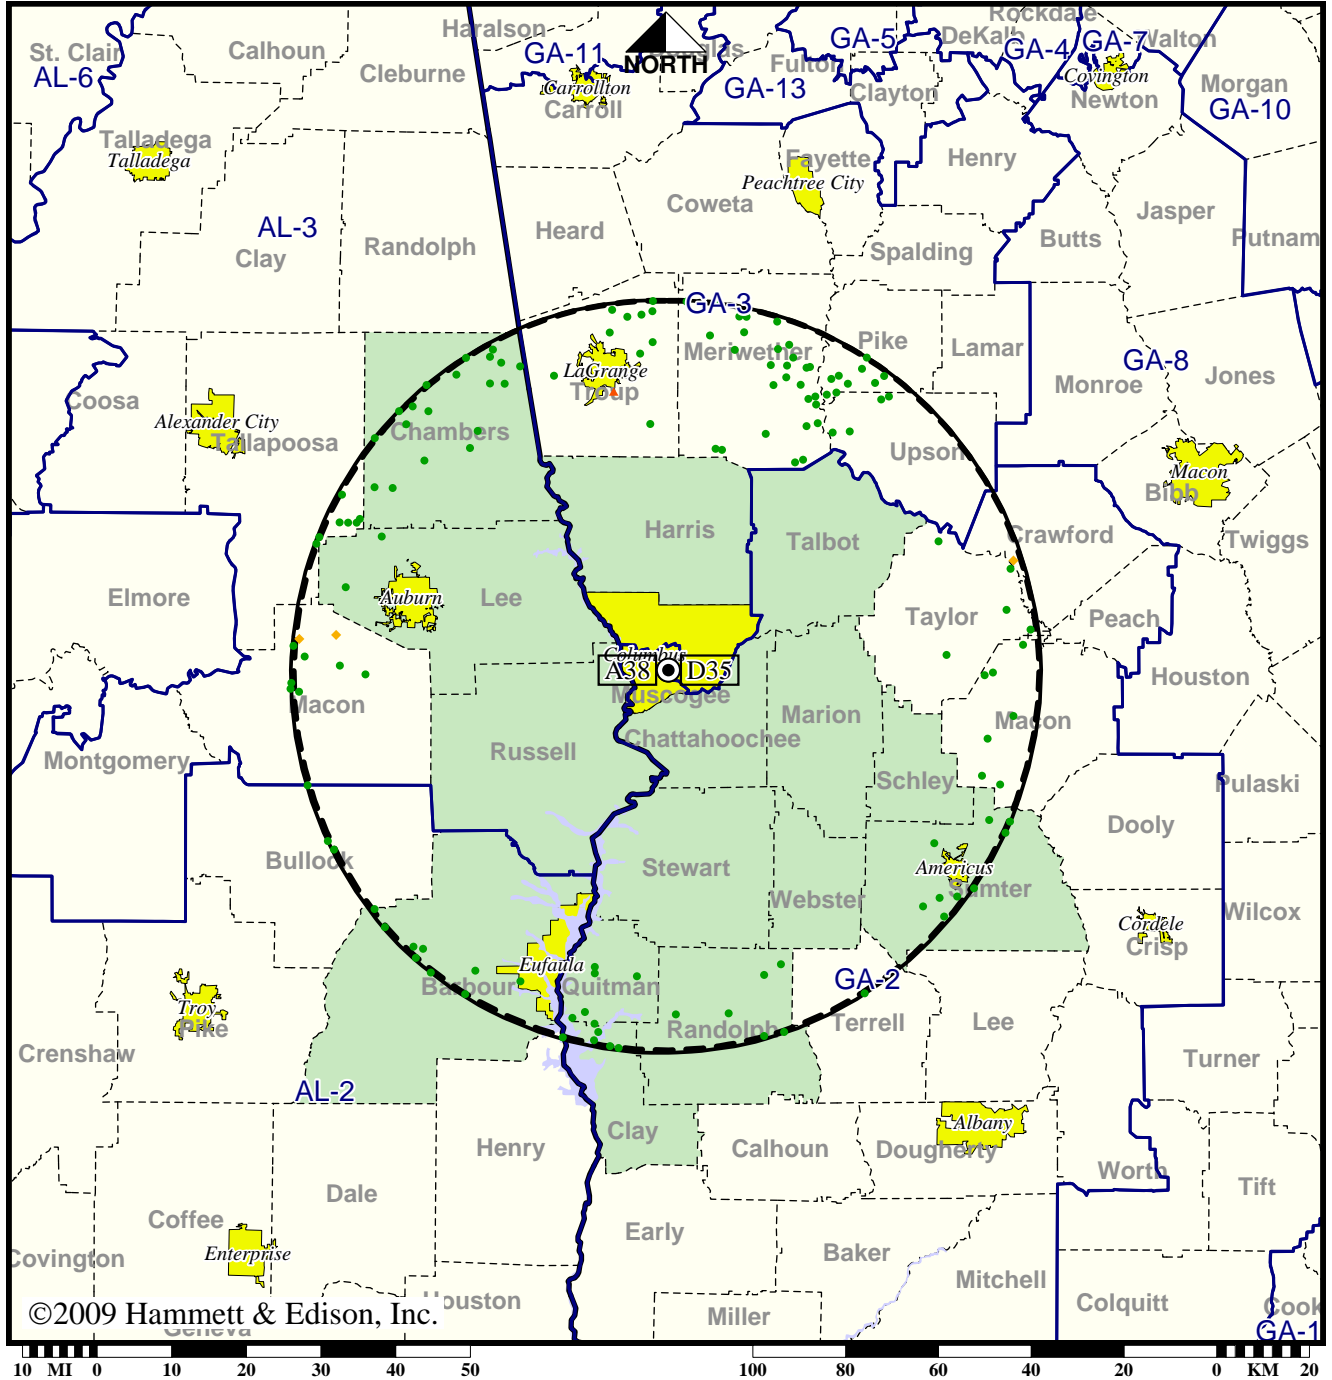 Haralson
Rockdale
St. Clair
Calhoun
GA-11
GA-5
DeKalb
GA-4
GA-7
Walton
AL-6
Cleburne
NORTH
Fulton
Carrollton
Carroll
GA-13
Clayton
Covington
Newton
Morgan
GA-10
Talladega
Talladega
Fayette
Peachtree City
Henry
Coweta
Jasper
AL-3
Clay
Randolph
Heard
Spalding
Butts
Putnam
GA-3
Meriwether
Pike
Lamar
GA-8
LaGrange
Troup
Monroe
Jones
Coosa
Alexander City
Tallapoosa
Chambers
Upson
Macon
Bibb
Harris
Talbot
Crawford
Twiggs
Elmore
Auburn
Lee
Taylor
Peach
Columbus
A38
D35
Muscogee
Houston
Macon
Marion
Macon
Montgomery
Russell
Chattahoochee
Schley
Pulaski
Bullock
Stewart
Dooly
Americus
Sumter
Webster
Cordele
Crisp
Wilcox
Eufaula
Barbour
Quitman
GA-2
Troy
Pike
Randolph
Terrell
Lee
Crenshaw
Turner
AL-2
Clay
Albany
Henry
Calhoun
Dougherty
Worth
Tift
Dale
Coffee
Early
Enterprise
Covington
Baker
Mitchell
Houston
Miller
Colquitt
Cook
GA-1
©2009 Hammett & Edison, Inc.
Geneva
10 MI 0 10 20 30 40 50 100 80 60 40 20 0 KM 20